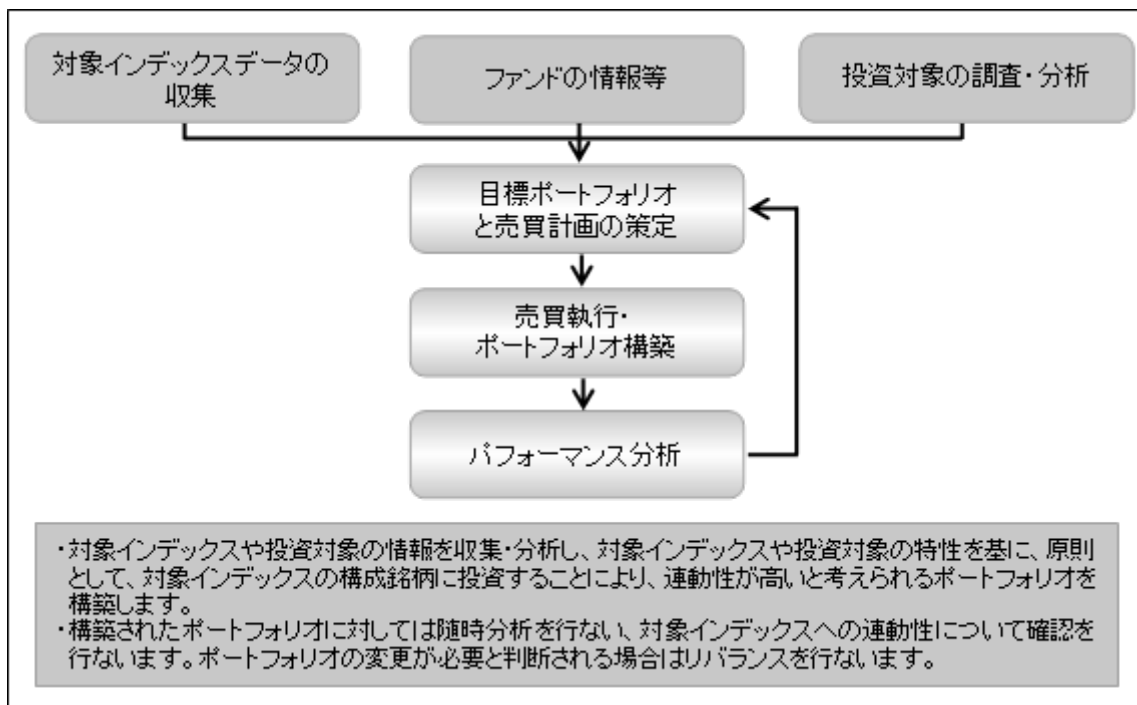 対象インデックスデータの
収集
ファンドの情報等
投資対象の調査・分析
目標ポートフォリオ
と売買計画の策定
売買執行・
ポートフォリオ構築
パフォーマンス分析
・対象インデックスや投資対象の情報を収集・分析し、対象インデックスや投資対象の特性を基に、原則
として、対象インデックスの構成銘柄に投資することにより、連動性が高いと考えられるポートフォリオを
構築します。
・構築されたポートフォリオに対しては随時分析を行ない、対象インデックスへの連動性について確認を
行ないます。ポートフォリオの変更が必要と判断される場合はリバランスを行ないます。